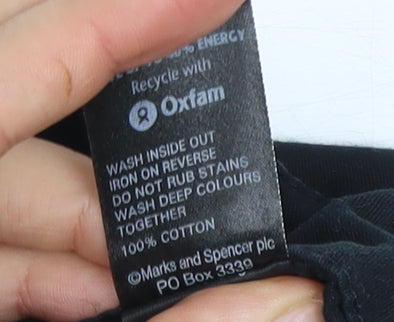 % ENERGY
Recycle with
Oxfam
WASH INSIDE OUT
IRON ON REVERSE
DO NOT RUB STAINS
WASH DEEP COLOURS
TOGETHER
100% COTTON
©Marks and Spencer plc
PO Box 3339